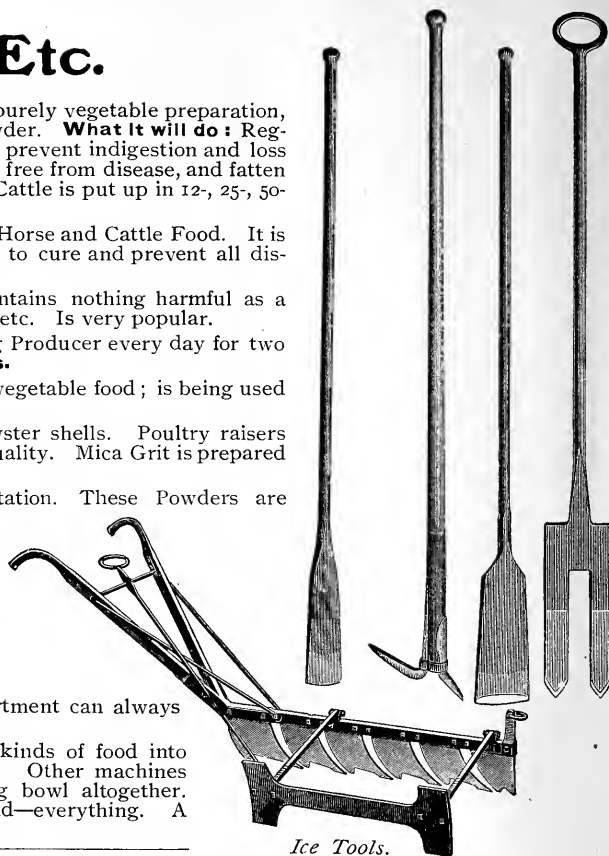 Etc.
purely vegetable preparation,
der. What It will do : Reg-
prevent indigestion and loss
free from disease, and fatten
Cattle is put up in 12-, 25-, 50-
Horse and Cattle Food. It is
to cure and prevent all dis-
ntains nothing harmful as a
etc. Is very popular.
Producer every day for two
s.
vegetable food ; is being used
yster shells. Poultry raisers
ality. Mica Grit is prepared
tation. These Powders are
rtment can always
kinds of food into
Other machines
g bowl altogether.
d—everything. A
Ice Tools.